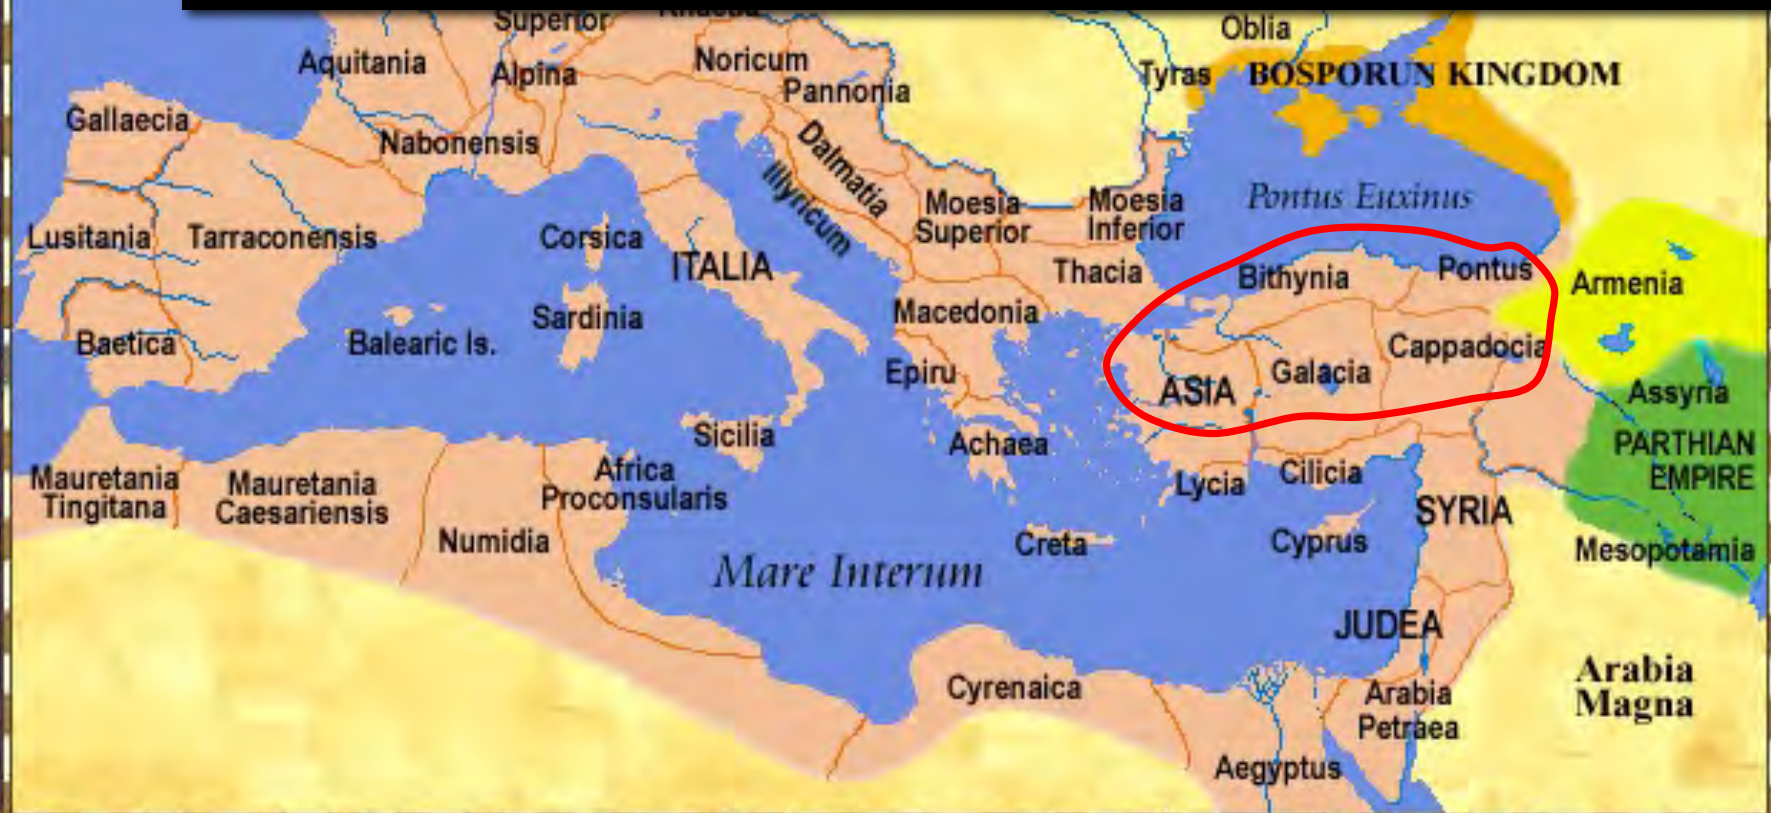 Superior
Oblia
Aquitania
Alpina
Noricum
Tyras
BOSPORUN KINGDOM
Pannonia
Gallaecia
Nabonensis
Dalmatia
Illyricum
Pontus Euxinus
Moesia
Superior
Moesia
Inferior
Lusitania
Tarraconensis
Corsica
ITALIA
Thacia
Bithynia
Pontus
Armenia
Sardinia
Macedonia
Baetica
Balearic Is.
Cappadocia
Epiru
Galacia
ASIA
Assyria
Sicilia
Achaea
PARTHIAN
EMPIRE
Mauretania
Tingitana
Mauretania
Caesariensis
Africa
Proconsularis
Lycia
Cilicia
SYRIA
Numidia
Creta
Cyprus
Mesopotamia
Mare Interum
JUDEA
Cyrenaica
Arabia
Petraea
Arabia
Magna
Aegyptus